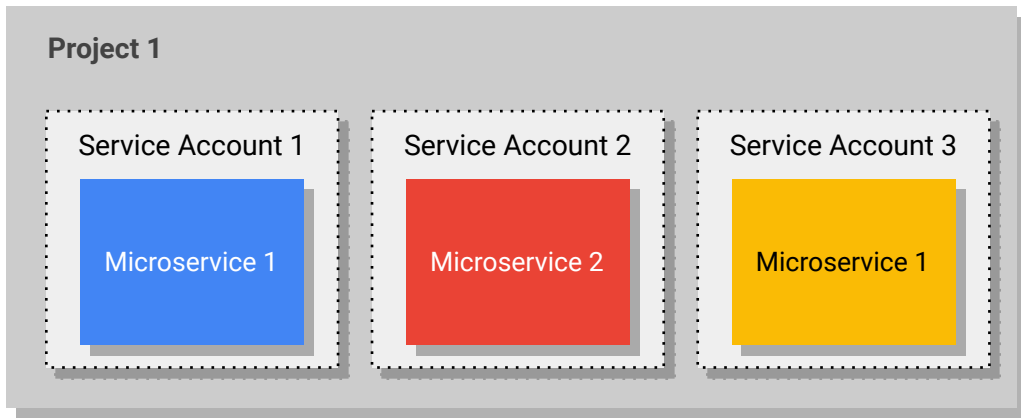 Project 1
Service Account 1
Service Account 2
Service Account 3
Microservice 1
Microservice 2
Microservice 1